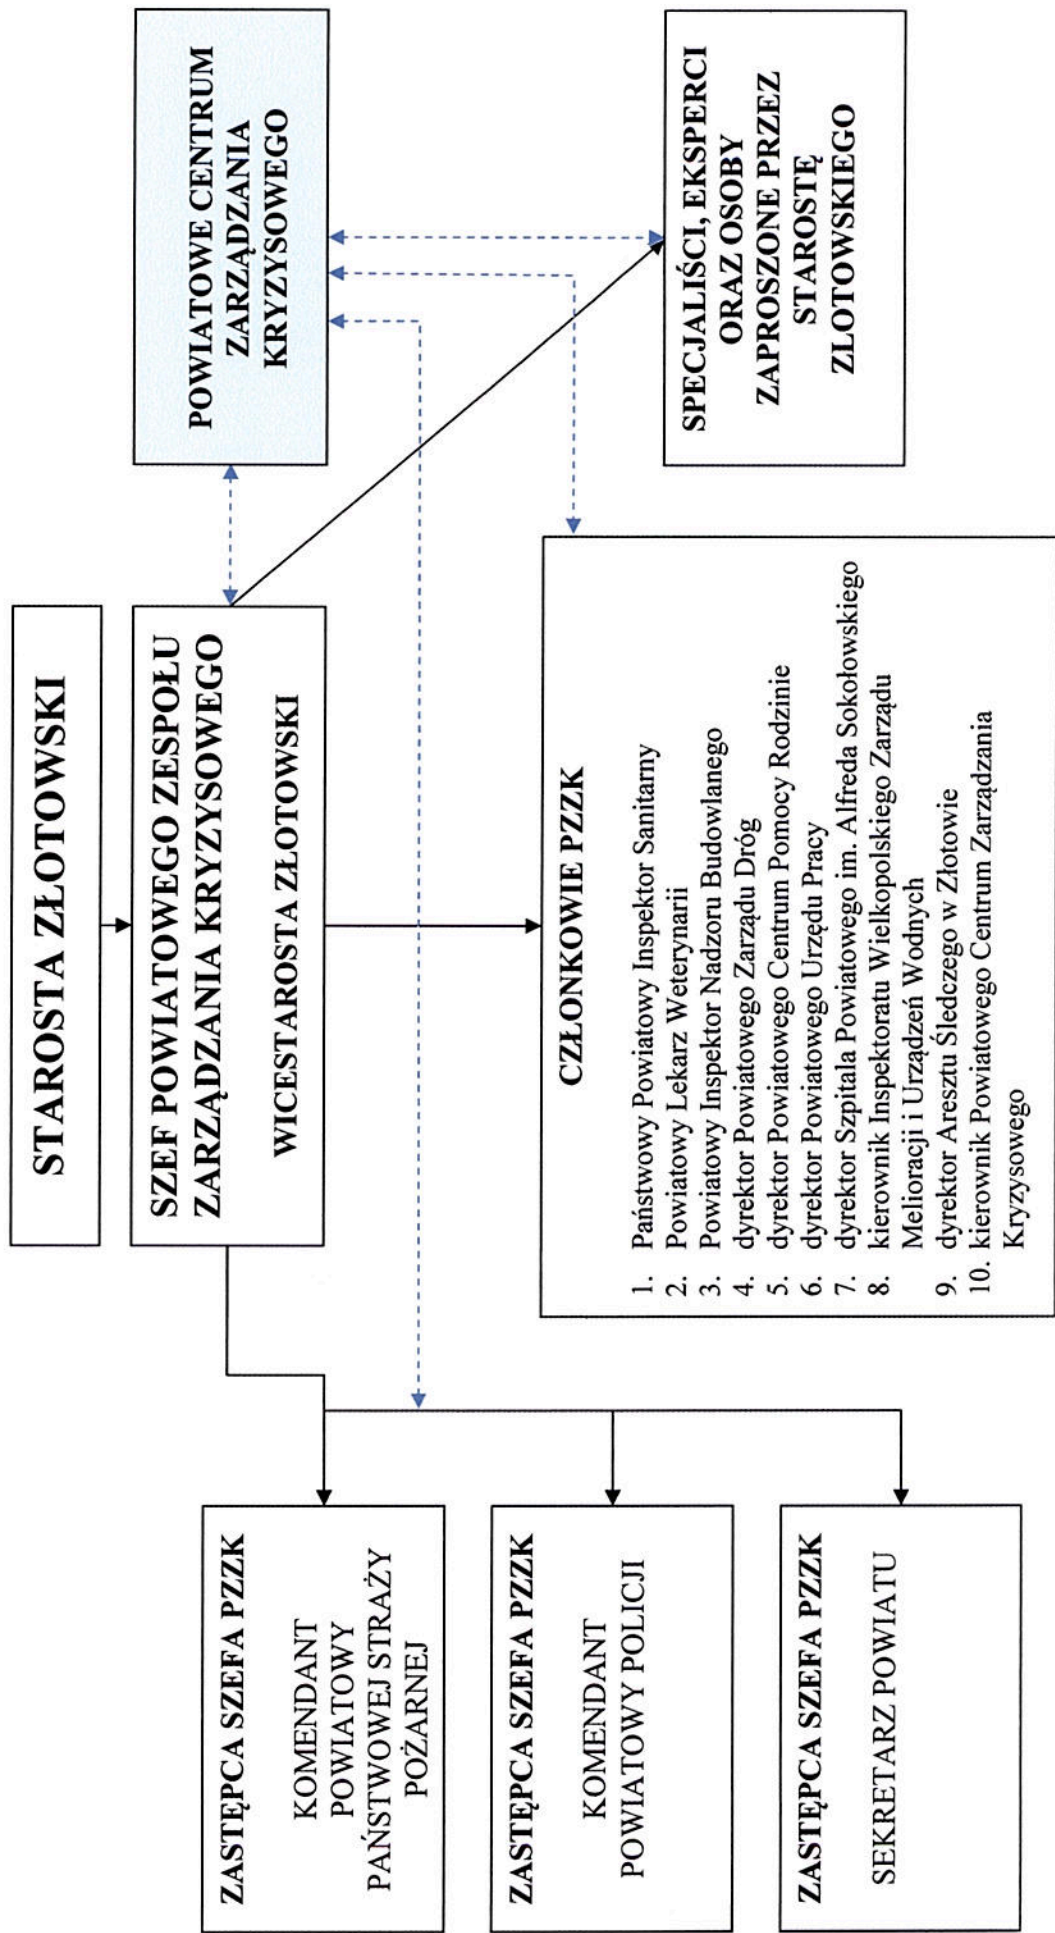 STAROSTA ZŁOTOWSKI
SZEF POWIATOWEGO ZESPOŁU
ZARZĄDZANIA KRYZYSOWEGO
WICESTAROSTA ZŁOTOWSKI
POWIATOWE CENTRUM
ZARZĄDZANIA
KRYZYSOWEGO
ZASTĘPCA SZEFA PZZK
KOMENDANT
POWIATOWY
PAŃSTWOWEJ STRAŻY
POŻARNEJ
ZASTĘPCA SZEFA PZZK
KOMENDANT
POWIATOWY POLICJI
ZASTĘPCA SZEFA PZZK
SEKRETARZ POWIATU
CZŁONKOWIE PZZK
1. Państwowy Powiatowy Inspektor Sanitarny
2. Powiatowy Lekarz Weterynarii
3. Powiatowy Inspektor Nadzoru Budowlanego
4. dyrektor Powiatowego Zarządu Dróg
5. dyrektor Powiatowego Centrum Pomocy Rodzinie
6. dyrektor Powiatowego Urzędu Pracy
7. dyrektor Szpitala Powiatowego im. Alfreda Sokołowskiego
8. kierownik Inspektoratu Wielkopolskiego Zarządu
Melioracji i Urządzeń Wodnych
9. dyrektor Aresztu Śledczego w Złotowie
10. kierownik Powiatowego Centrum Zarządzania
Kryzysowego
SPECJALIŚCI, EKSPERCI
ORAZ OSOBY
ZAPROSZONE PRZEZ
STAROSTĘ
ZŁOTOWSKIEGO